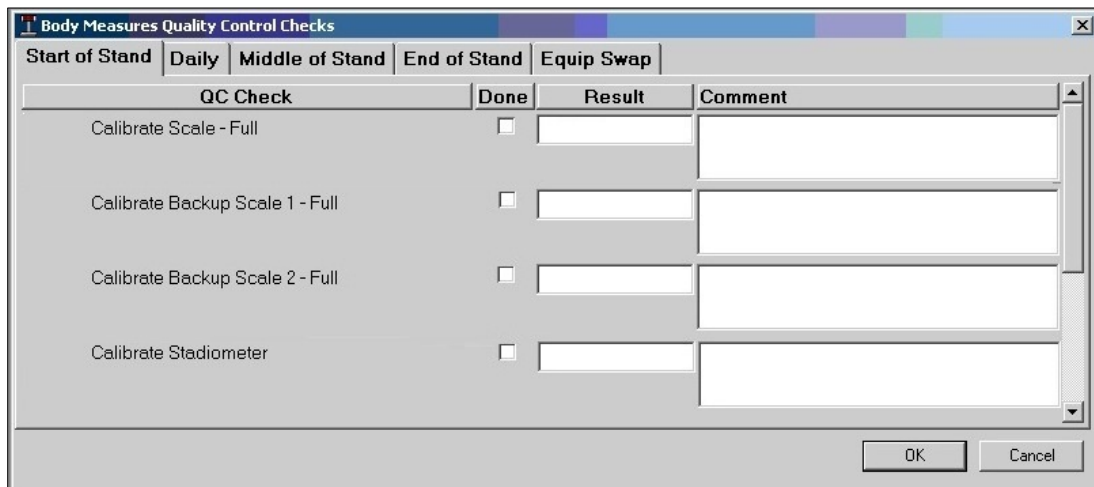 Body Measures Quality Control Checks
Start of Stand Daily Middle of Stand End of Stand Equip Swap
QC Check Done Result Comment
Calibrate Scale - Full
Calibrate Backup Scale 1 - Full
Calibrate Backup Scale 2 - Full
Calibrate Stadiometer
OK Cancel